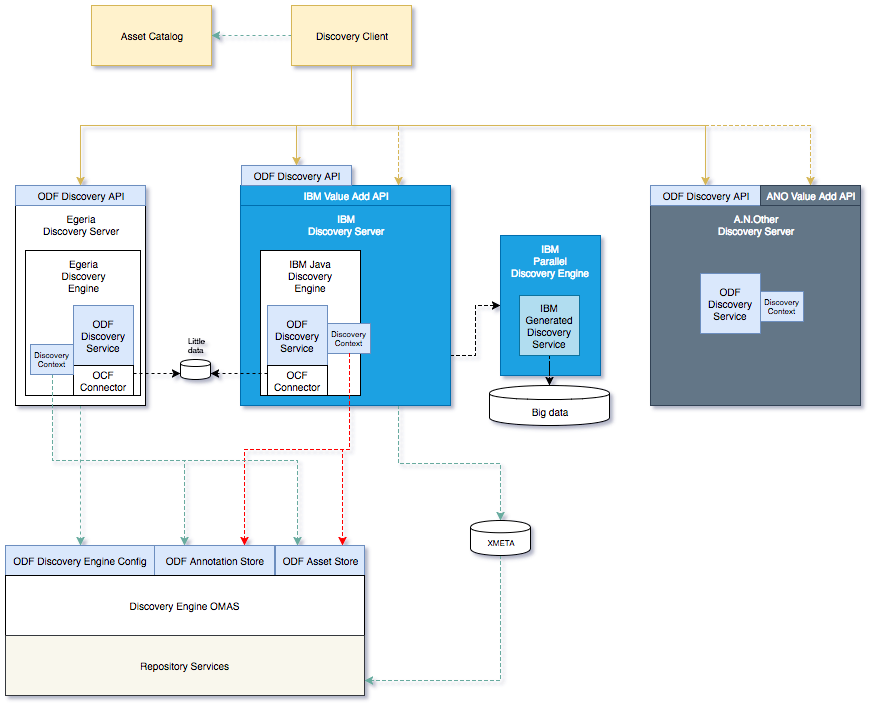 Asset Catalog
Discovery Client
ODF Discovery API
Egeria
Discovery Server
Egeria
Discovery
Engine
ODF
Discovery
Service
Discovery
Context
OCF
Connector
Little
data
ODF Discovery API
IBM Value Add API
IBM
Discovery Server
IBM Java
Discovery
Engine
ODF
Discovery
Service
Discovery
Context
OCF
Connector
IBM
Parallel
Discovery Engine
IBM
Generated
Discovery
Service
Big data
ODF Discovery API
ANO Value Add API
A.N.Other
Discovery Server
ODF
Discovery
Service
Discovery
Context
XMETA
ODF Discovery Engine Config
ODF Annotation Store
ODF Asset Store
Discovery Engine OMAS
Repository Services